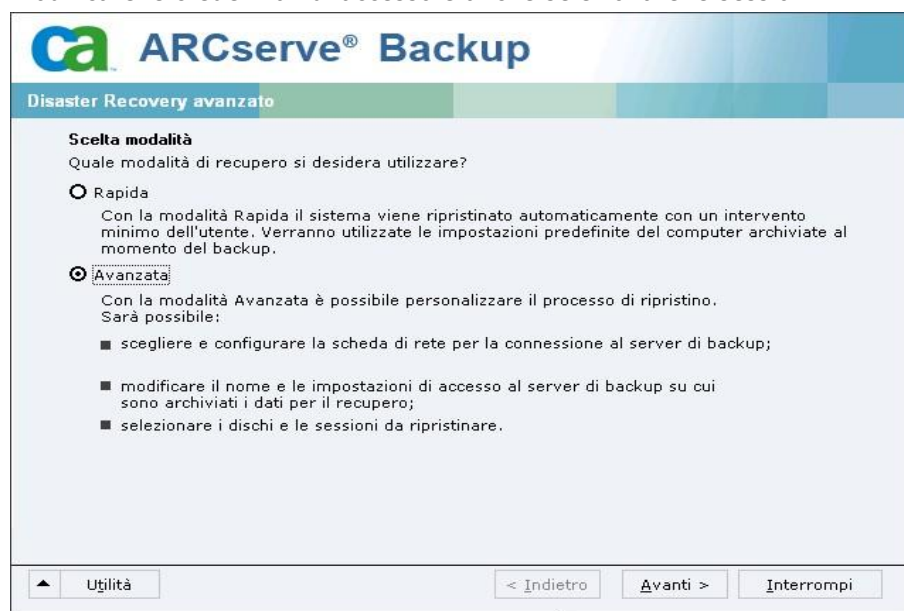 ca ARCserve® Backup
Disaster Recovery avanzato
Scelta modalità
Quale modalità di recupero si desidera utilizzare?
Rapida
Con la modalità Rapida il sistema viene ripristinato automaticamente con un intervento
minimo dell'utente. Verranno utilizzate le impostazioni predefinite del computer archiviate al
momento del backup.
Avanzata
Con la modalità Avanzata è possibile personalizzare il processo di ripristino.
Sarà possibile:
■ scegliere e configurare la scheda di rete per la connessione al server di backup;
■ modificare il nome e le impostazioni di accesso al server di backup su cui
sono archiviati i dati per il recupero;
■ selezionare i dischi e le sessioni da ripristinare.
Utilità
< Indietro
Avanti >
Interrompi